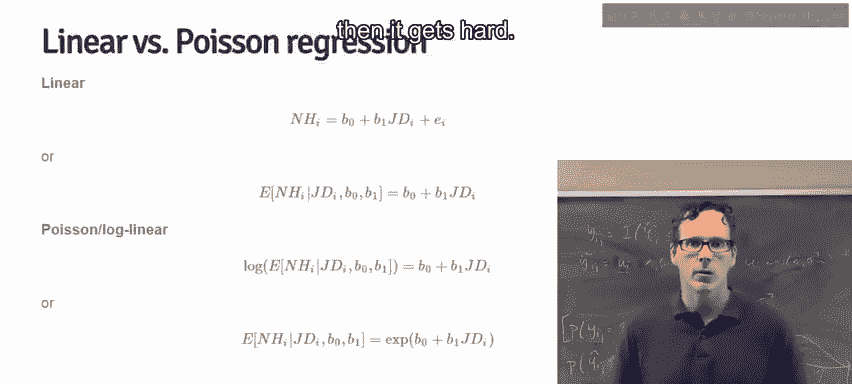 then it gets hard.
Linear vs. Poisson regression
Linear
NH_i = b_0 + b_1 JD_i + e_i
or
E[NH_i|JD_i, b_0, b_1] = b_0 + b_1 JD_i
Poisson/log-linear
log(E[NH_i|JD_i, b_0, b_1]) = b_0 + b_1 JD_i
or
E[NH_i|JD_i, b_0, b_1] = exp(b_0 + b_1 JD_i)